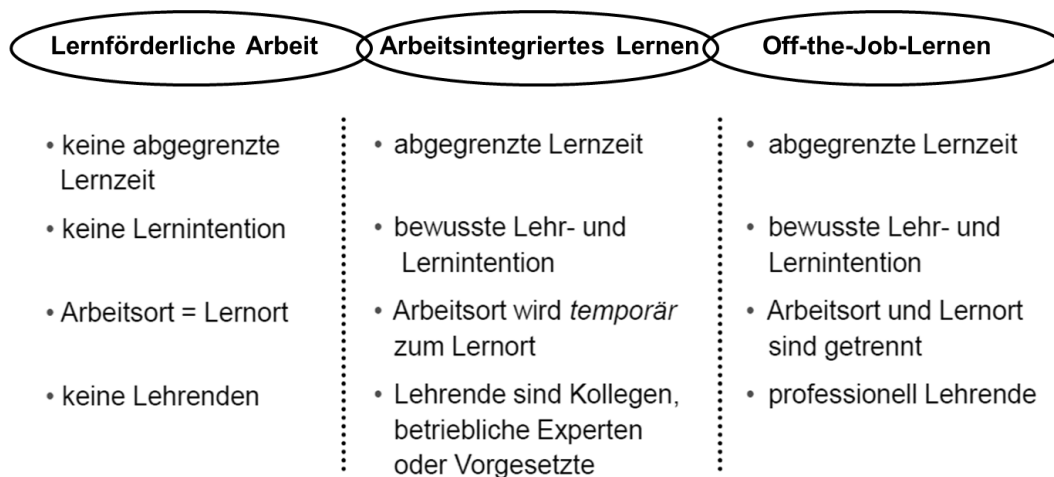 Lernförderliche Arbeit
Arbeitsintegriertes Lernen
Off-the-Job-Lernen
• keine abgegrenzte
Lernzeit
• keine Lernintention
• Arbeitsort = Lernort
• keine Lehrenden
• abgegrenzte Lernzeit
• bewusste Lehr- und
Lernintention
• Arbeitsort wird temporär
zum Lernort
• Lehrende sind Kollegen,
betriebliche Experten
oder Vorgesetzte
• abgegrenzte Lernzeit
• bewusste Lehr- und
Lernintention
• Arbeitsort und Lernort
sind getrennt
• professionell Lehrende